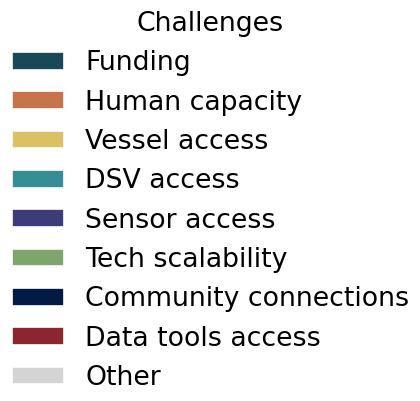 Challenges
Funding
Human capacity
Vessel access
DSV access
Sensor access
Tech scalability
Community connections
Data tools access
Other